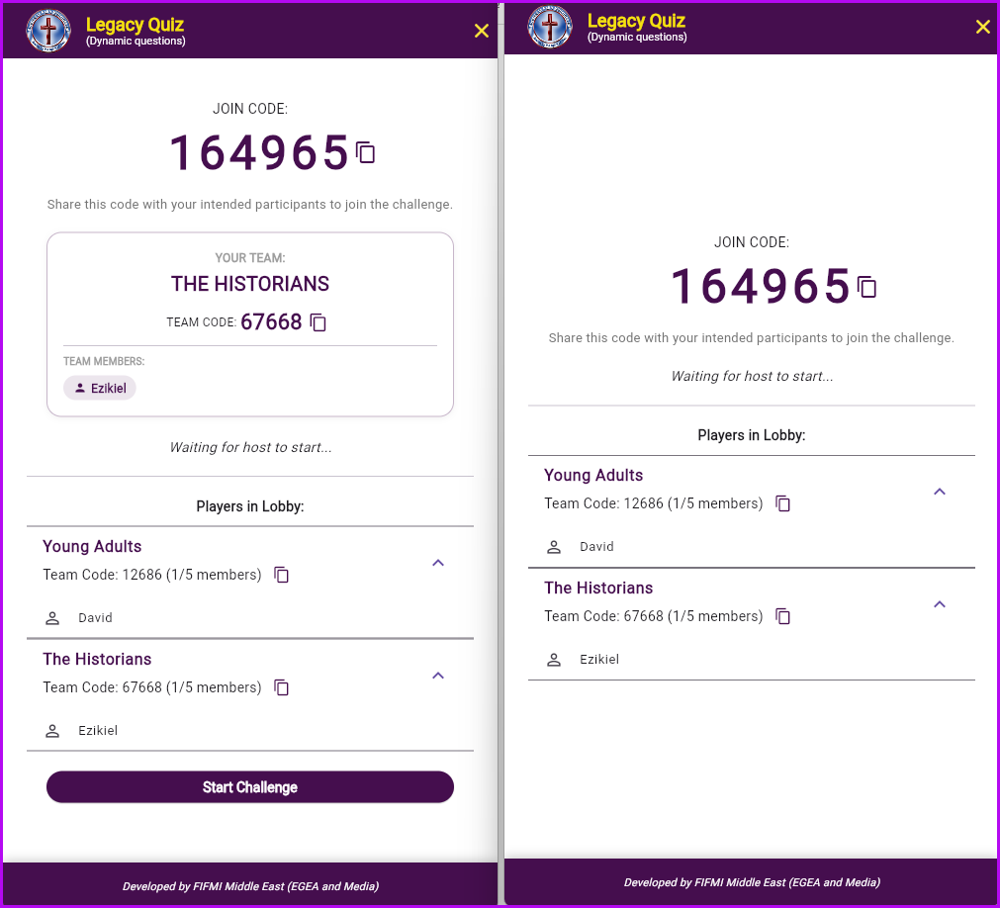 Legacy Quiz
(Dynamic questions)
JOIN CODE:
164965
Share this code with your intended participants to join the challenge.
YOUR TEAM:
THE HISTORIANS
TEAM CODE: 67668
TEAM MEMBERS:
Ezikiel
Waiting for host to start...
Players in Lobby:
Young Adults
Team Code: 12686 (1/5 members)
David
The Historians
Team Code: 67668 (1/5 members)
Ezikiel
Start Challenge
Developed by FIFMI Middle East (EGEA and Media)
Legacy Quiz
(Dynamic questions)
JOIN CODE:
164965
Share this code with your intended participants to join the challenge.
Waiting for host to start...
Players in Lobby:
Young Adults
Team Code: 12686 (1/5 members)
David
The Historians
Team Code: 67668 (1/5 members)
Ezikiel
Developed by FIFMI Middle East (EGEA and Media)